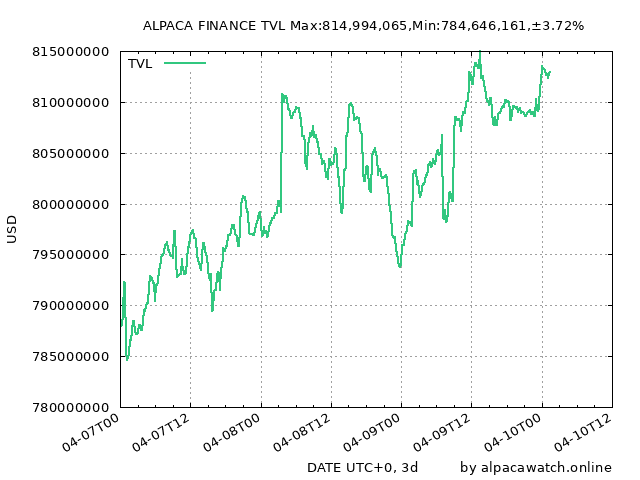 ALPACA FINANCE TVL Max:814,994,065,Min:784,646,161,±3.72%
TVL
815000000
810000000
805000000
800000000
795000000
790000000
785000000
780000000
USD
04-07T00
04-07T12
04-08T00
04-08T12
04-09T00
04-09T12
04-10T00
04-10T12
DATE UTC+0, 3d
by alpacawatch.online